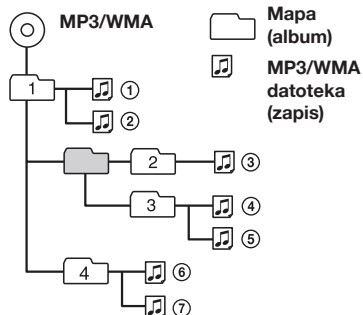 MP3/WMA
Mapa
(album)
MP3/WMA
datoteka
(zapis)
1
①
②
2
③
3
④
⑤
4
⑥
⑦